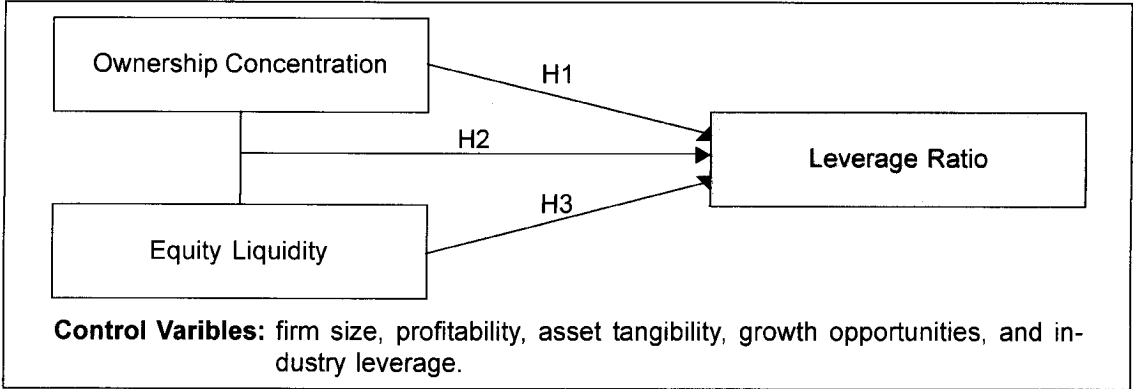 Ownership Concentration
H1
H2
Leverage Ratio
H3
Equity Liquidity
Control Varibles: firm size, profitability, asset tangibility, growth opportunities, and in-
dustry leverage.